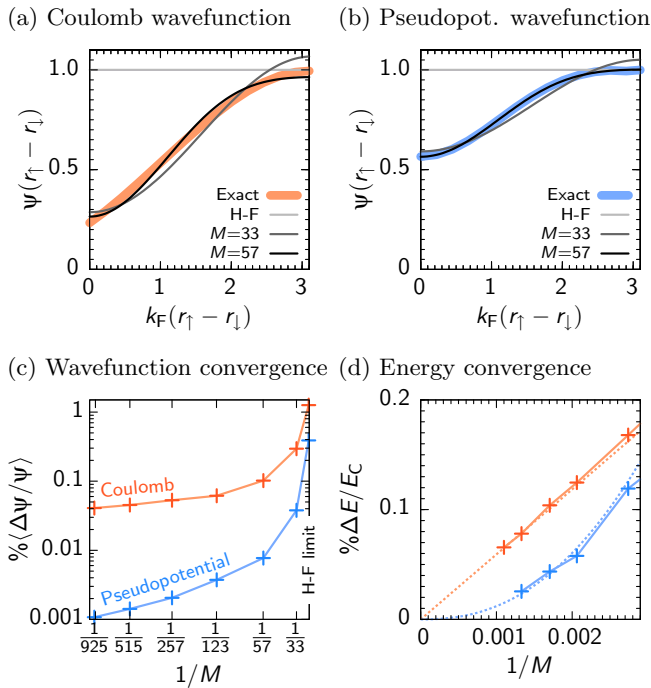 (a) Coulomb wavefunction
1.0
0.5
0
ψ(r↑ − r↓)
Exact
H-F
M=33
M=57
0 1 2 3
kF(r↑ − r↓)
(b) Pseudopot. wavefunction
1.0
0.5
0
ψ(r↑ − r↓)
Exact
H-F
M=33
M=57
0 1 2 3
kF(r↑ − r↓)
(c) Wavefunction convergence
1
0.1
0.01
0.001
%⟨Δψ/ψ⟩
Coulomb
Pseudopotential
H-F limit
1/925 1/515 1/257 1/123 1/57 1/33
1/M
(d) Energy convergence
0.2
0.1
0
%ΔE/EC
0 0.001 0.002
1/M